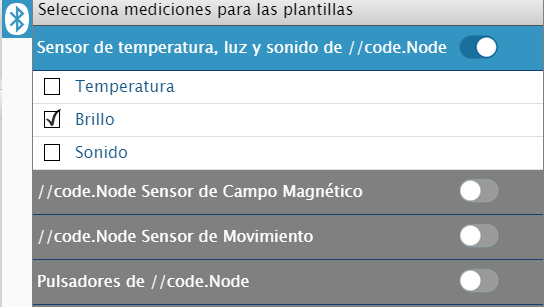 Selecciona mediciones para las plantillas
Sensor de temperatura, luz y sonido de //code.Node
Temperatura
Brillo
Sonido
//code.Node Sensor de Campo Magnético
//code.Node Sensor de Movimiento
Pulsadores de //code.Node